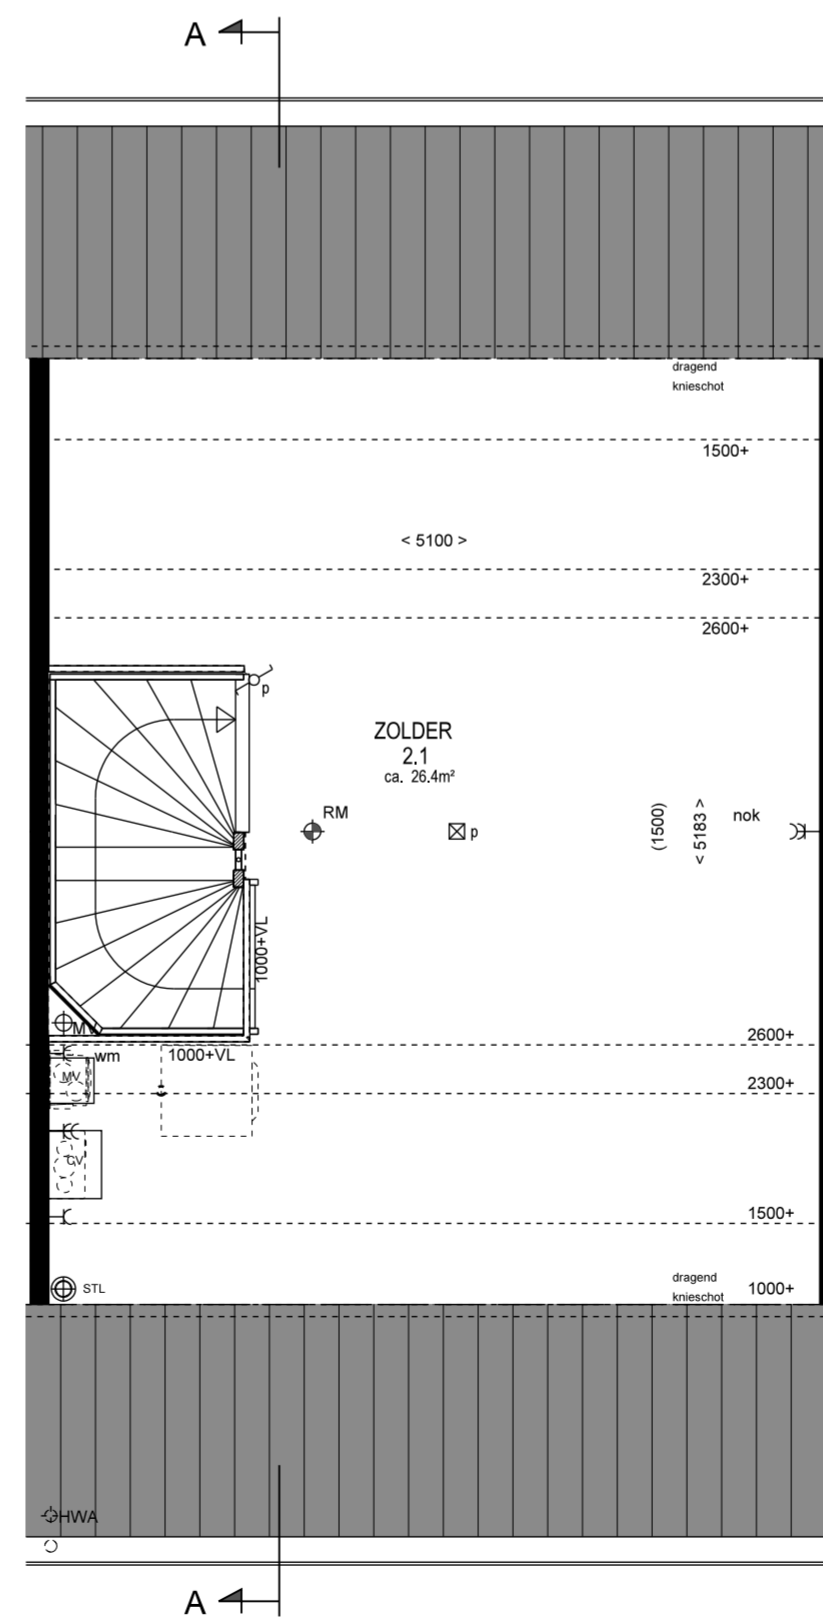 A
dragend
knieschot
1500+
< 5100 >
2300+
2600+
p
ZOLDER
2.1
ca. 26.4m²
RM
p
(1500)
< 5183 >
nok
1000+VL
MV
wm
1000+VL
2600+
MV
2300+
CV
1500+
STL
dragend
knieschot
1000+
HWA
A